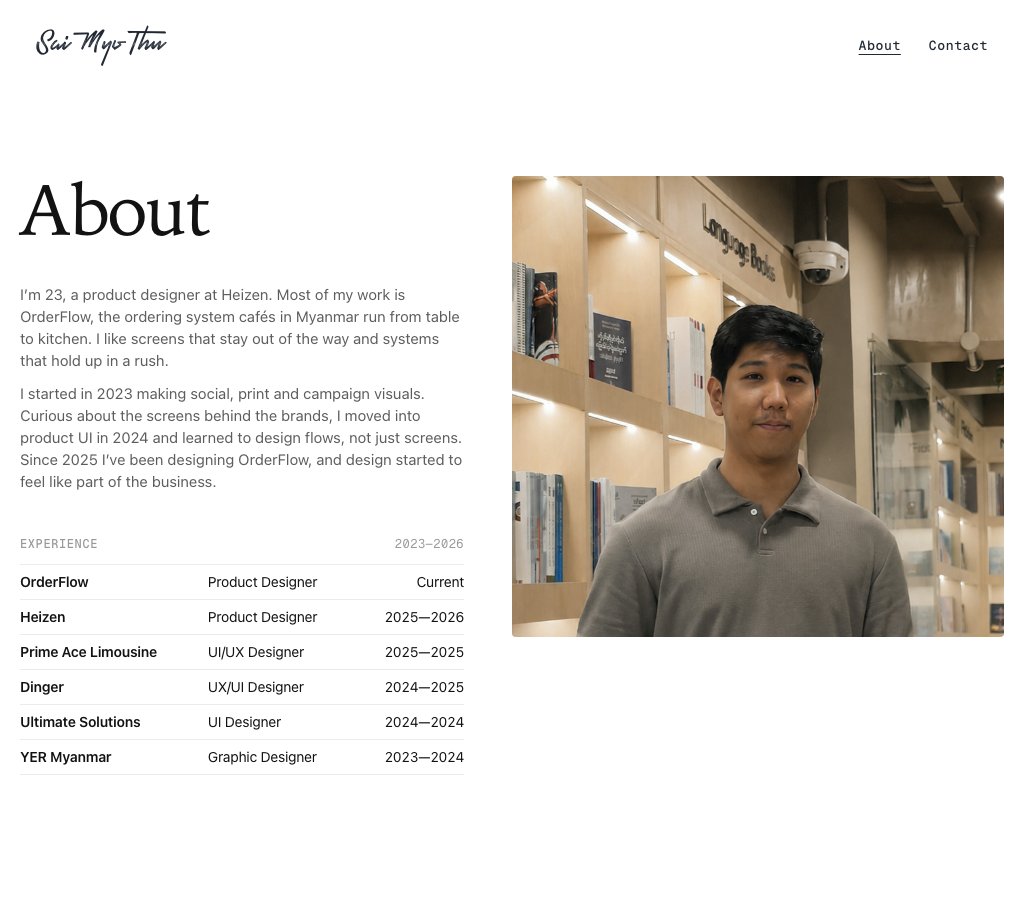 Sai Myo Thu
About
Contact
About
I’m 23, a product designer at Heizen. Most of my work is
OrderFlow, the ordering system cafés in Myanmar run from table
to kitchen. I like screens that stay out of the way and systems
that hold up in a rush.
I started in 2023 making social, print and campaign visuals.
Curious about the screens behind the brands, I moved into
product UI in 2024 and learned to design flows, not just screens.
Since 2025 I’ve been designing OrderFlow, and design started to
feel like part of the business.
EXPERIENCE 2023—2026
OrderFlow Product Designer Current
Heizen Product Designer 2025—2026
Prime Ace Limousine UI/UX Designer 2025—2025
Dinger UX/UI Designer 2024—2025
Ultimate Solutions UI Designer 2024—2024
YER Myanmar Graphic Designer 2023—2024
Language Books